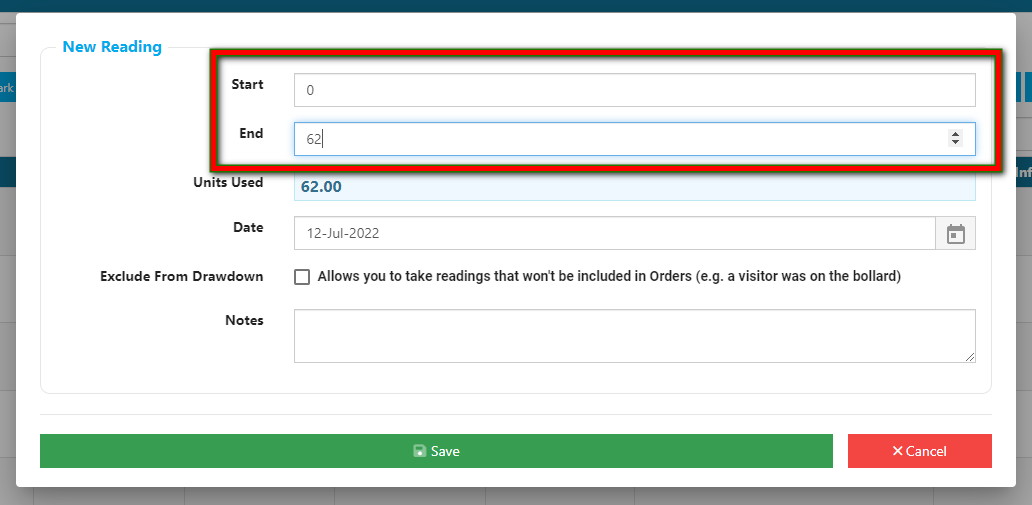 New Reading
Start
0
End
62
Units Used
62.00
Date
12-Jul-2022
Exclude From Drawdown
Allows you to take readings that won't be included in Orders (e.g. a visitor was on the bollard)
Notes
Save
Cancel